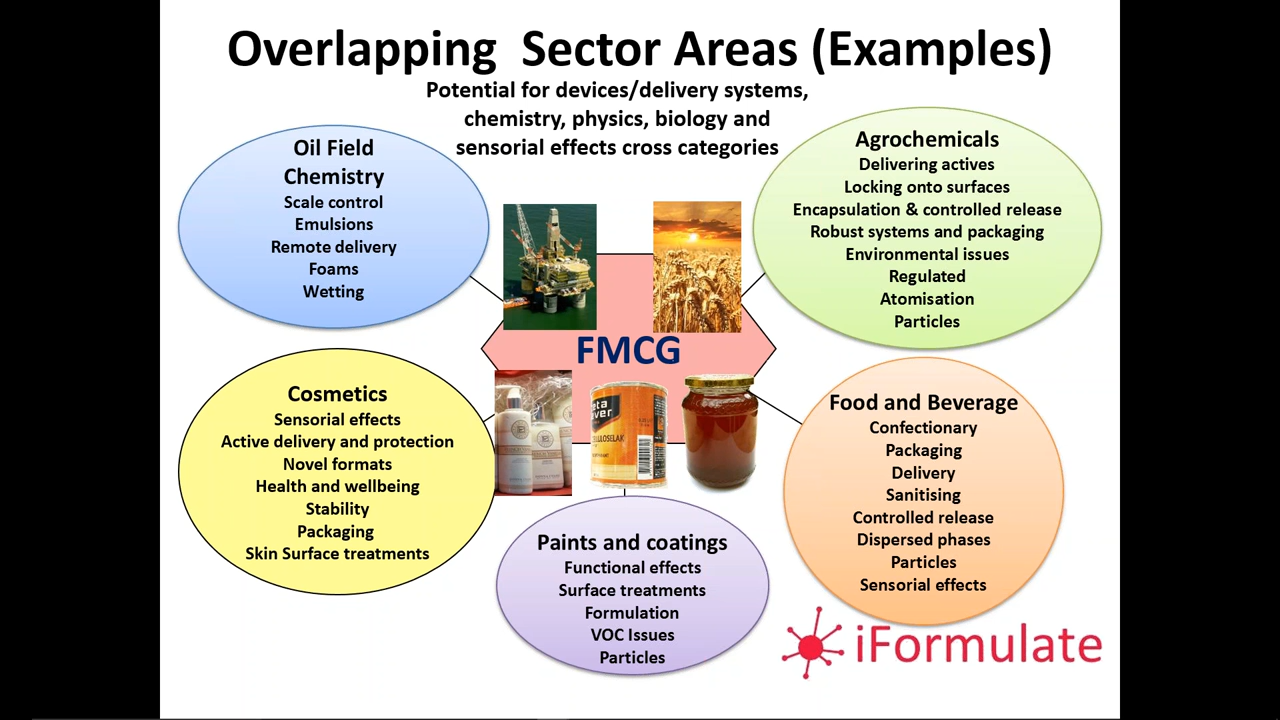 Overlapping Sector Areas (Examples)
Potential for devices/delivery systems,
chemistry, physics, biology and
sensorial effects cross categories
Oil Field
Chemistry
Scale control
Emulsions
Remote delivery
Foams
Wetting
Agrochemicals
Delivering actives
Locking onto surfaces
Encapsulation & controlled release
Robust systems and packaging
Environmental issues
Regulated
Atomisation
Particles
FMCG
Cosmetics
Sensorial effects
Active delivery and protection
Novel formats
Health and wellbeing
Stability
Packaging
Skin Surface treatments
Paints and coatings
Functional effects
Surface treatments
Formulation
VOC Issues
Particles
Food and Beverage
Confectionary
Packaging
Delivery
Sanitising
Controlled release
Dispersed phases
Particles
Sensorial effects
iFormulate